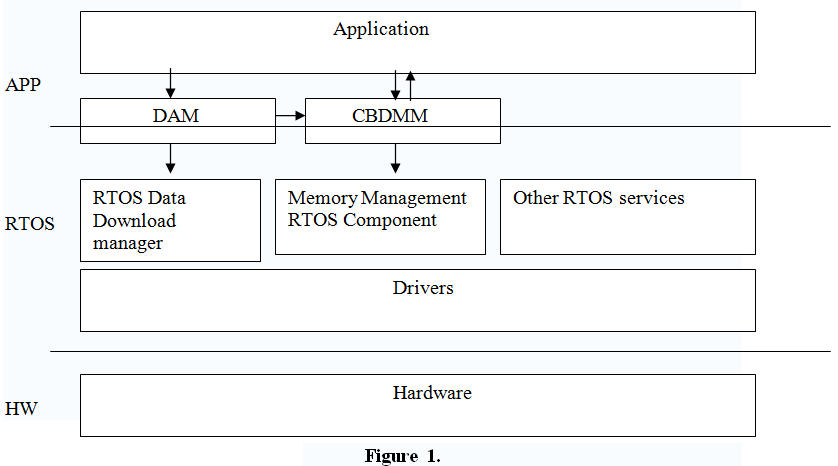 Application
APP
DAM
CBDMM
RTOS Data
Download
manager
Memory Management
RTOS Component
Other RTOS services
RTOS
Drivers
Hardware
HW
Figure 1.